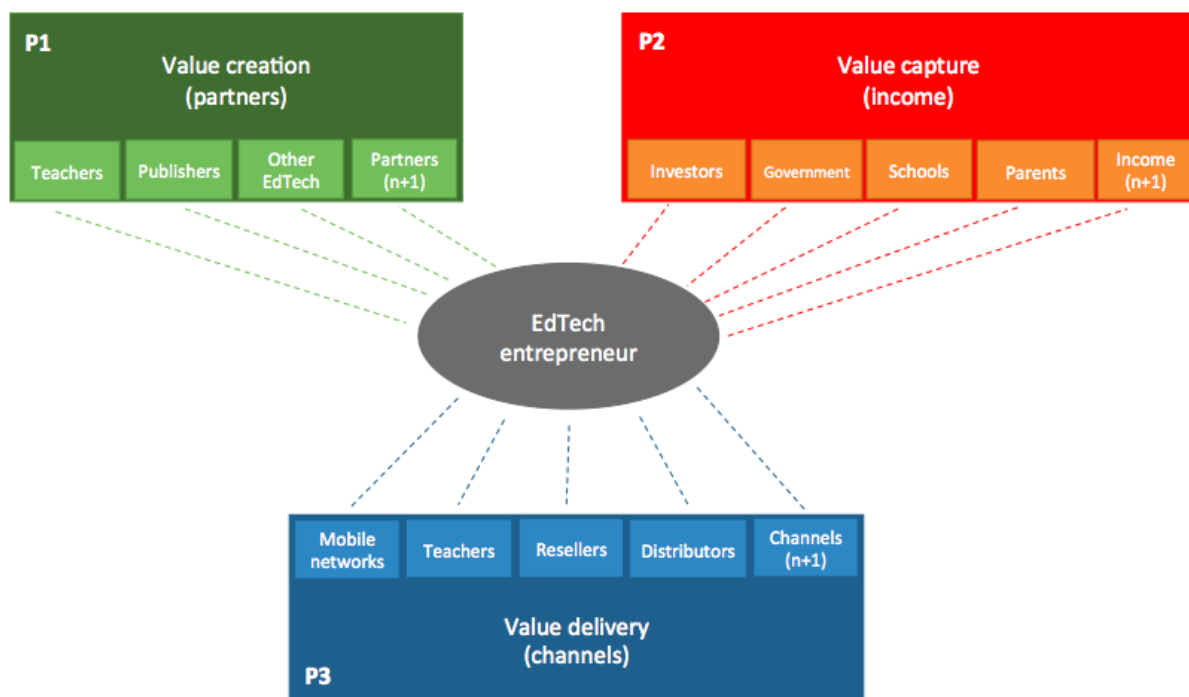 P1
Value creation
(partners)
Teachers
Publishers
Other
EdTech
Partners
(n+1)
P2
Value capture
(income)
Investors
Government
Schools
Parents
Income
(n+1)
EdTech
entrepreneur
Mobile
networks
Teachers
Resellers
Distributors
Channels
(n+1)
Value delivery
(channels)
P3